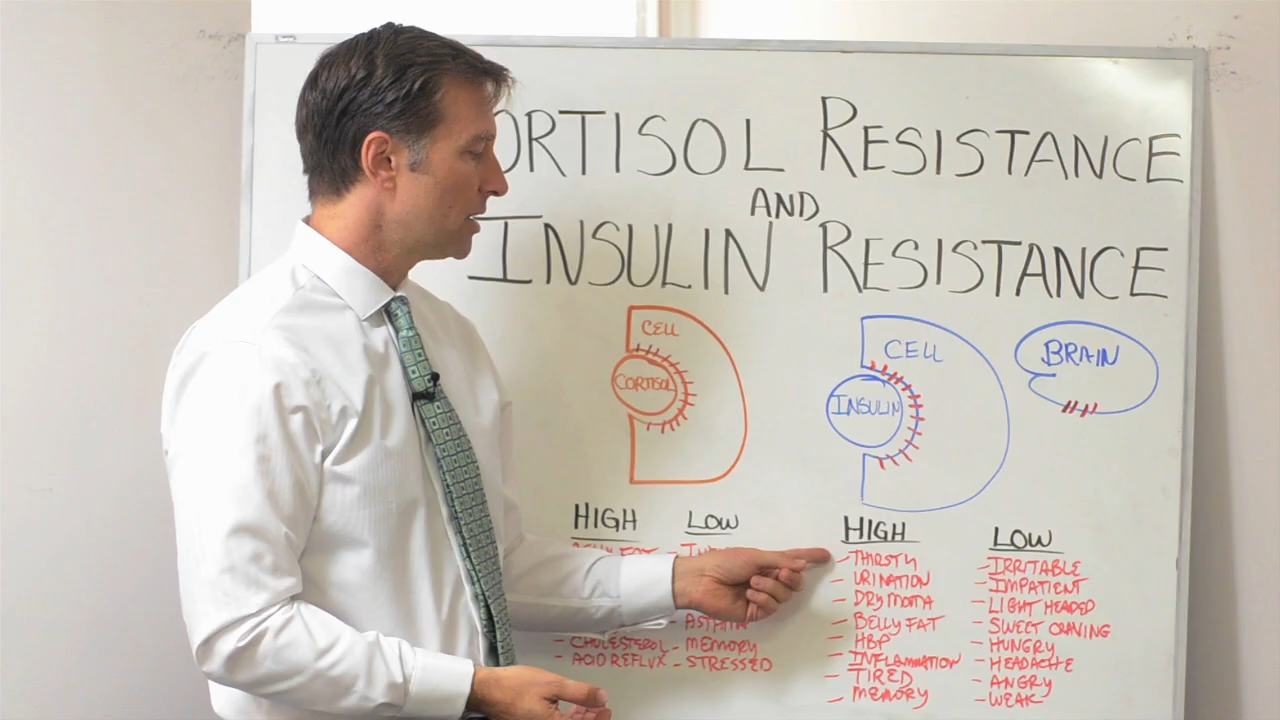 ORTISOL RESISTANCE
AND
INSULIN RESISTANCE
CELL
CORTISOL
CELL
INSULIN
BRAIN
HIGH
LOW
CHOLESTEROL
ACID REFLUX
- MEMORY
- STRESSED
HIGH
- THIRSTY
- URINATION
- DRY MOTH
- BELLY FAT
- HBP
- INFLAMMATION
- TIRED
- MEMORY
LOW
- IRRITABLE
- IMPATIENT
- LIGHT HEADED
- SWEET CRAVING
- HUNGRY
- HEADACHE
- ANGRY
- WEAK